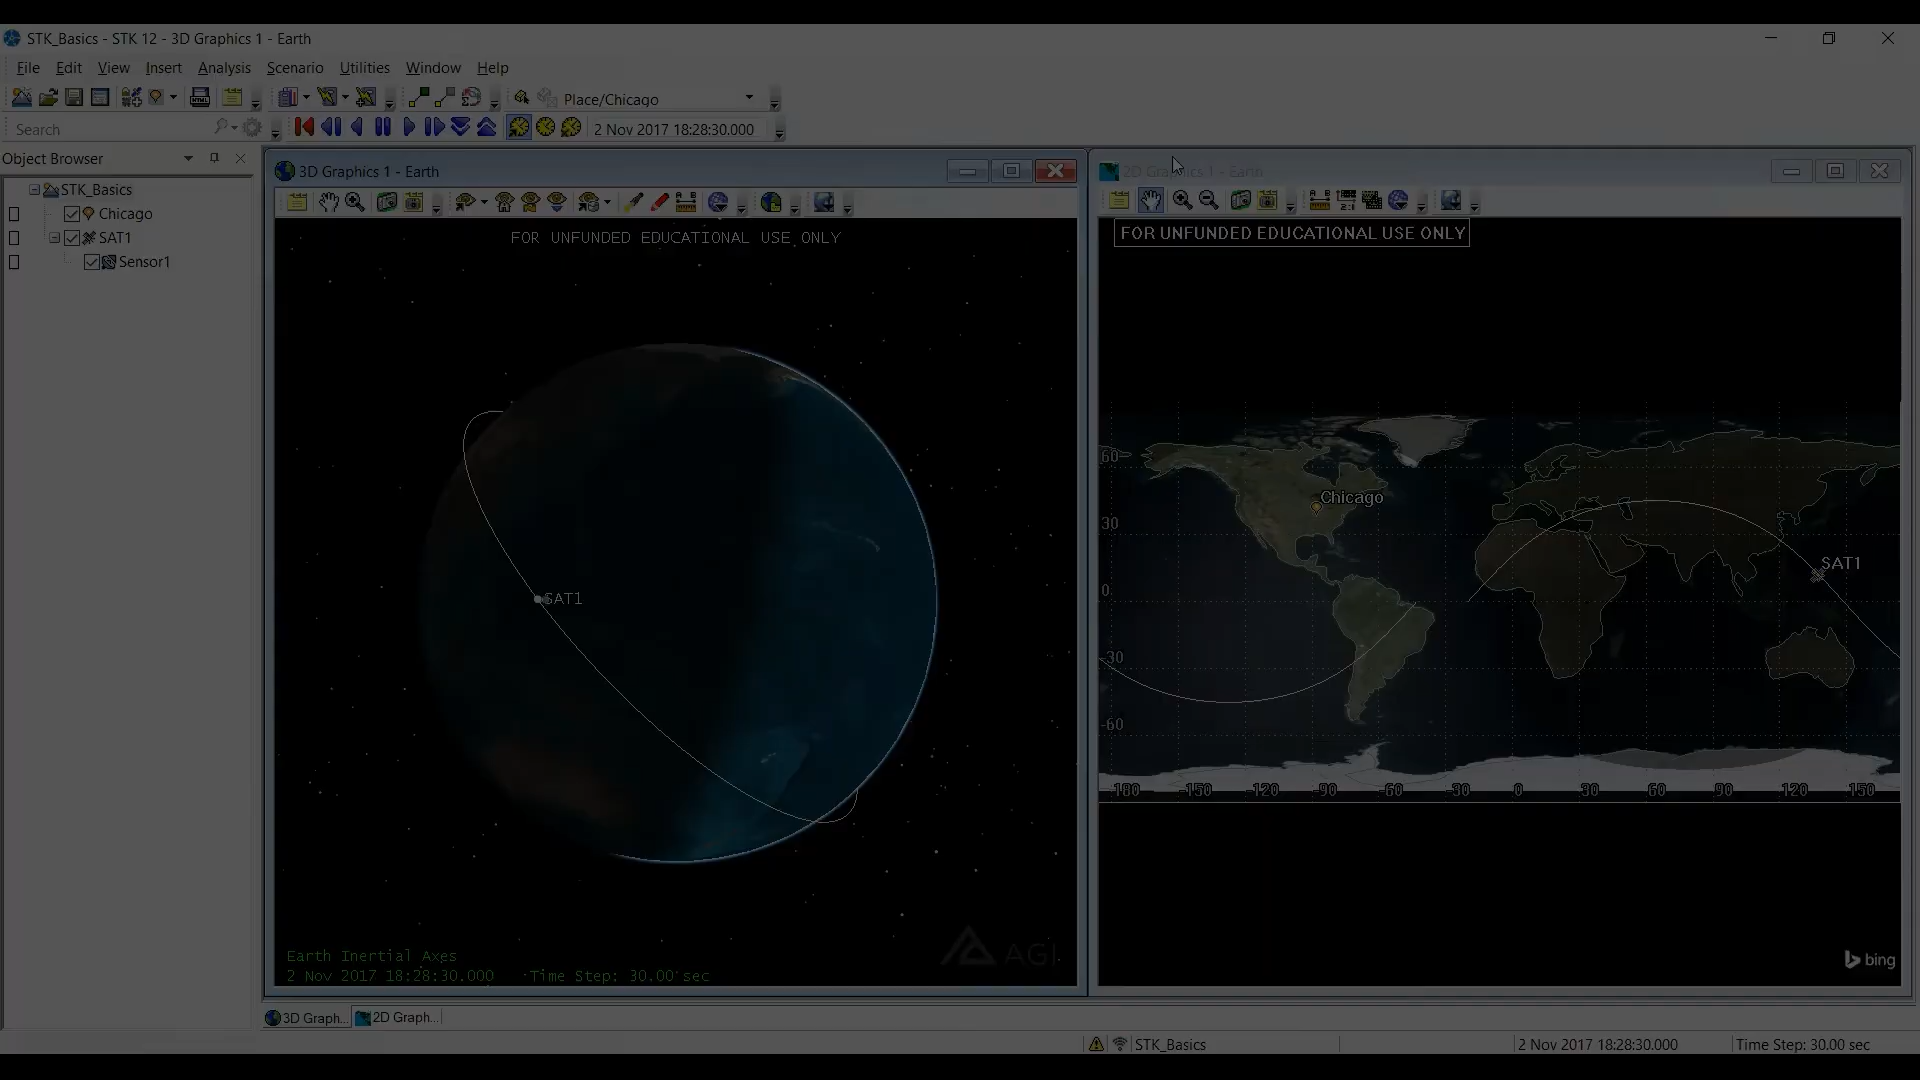 STK_Basics - STK 12 - 3D Graphics 1 - Earth
File Edit View Insert Analysis Scenario Utilities Window Help
Place/Chicago
Search
2 Nov 2017 18:28:30.000
Object Browser
STK_Basics
Chicago
SAT1
Sensor1
3D Graphics 1 - Earth
FOR UNFUNDED EDUCATIONAL USE ONLY
SAT1
Earth Inertial Axes
2 Nov 2017 18:28:30.000 Time Step: 30.00 sec
AGI
2D Graphics 1 - Earth
FOR UNFUNDED EDUCATIONAL USE ONLY
60
30
0
-30
-60
Chicago
SAT1
-180 -150 -120 -90 -60 -30 0 30 60 90 120 150
bing
3D Graph...
2D Graph...
STK_Basics
2 Nov 2017 18:28:30.000
Time Step: 30.00 sec